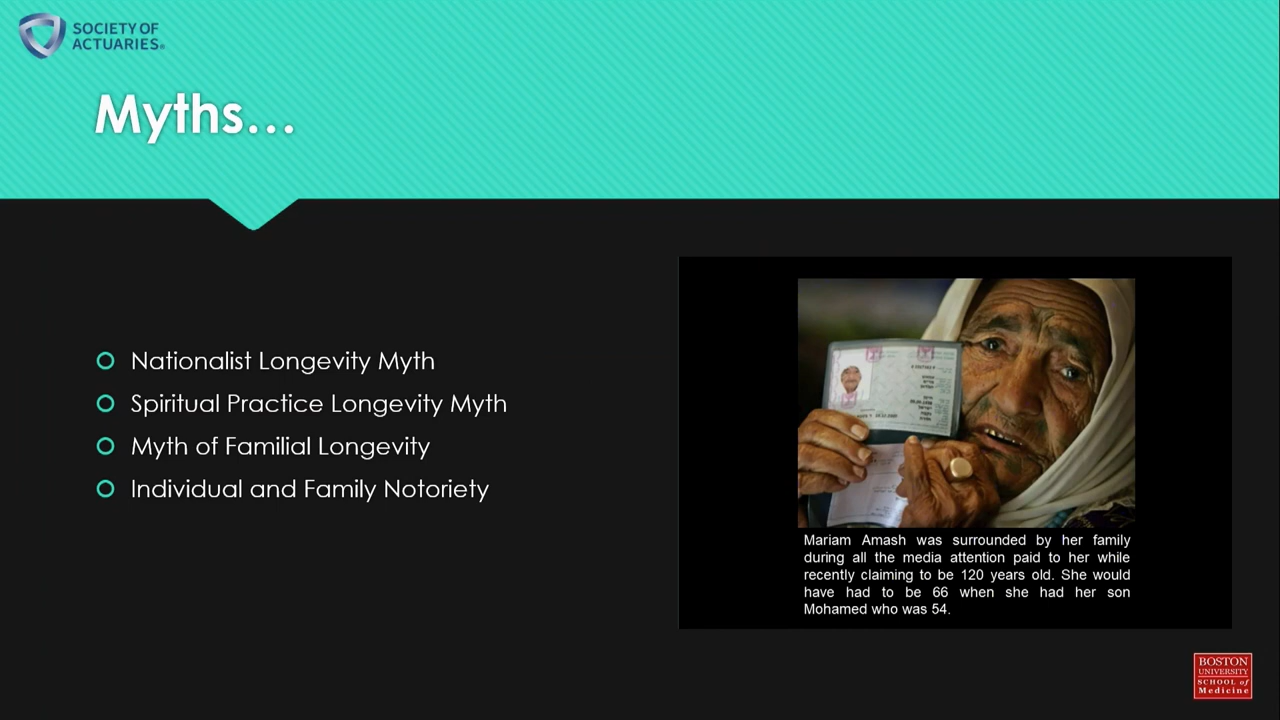 SOCIETY OF
ACTUARIES®
Myths...
Nationalist Longevity Myth
Spiritual Practice Longevity Myth
Myth of Familial Longevity
Individual and Family Notoriety
Mariam Amash was surrounded by her family
during all the media attention paid to her while
recently claiming to be 120 years old. She would
have had to be 66 when she had her son
Mohamed who was 54.
BOSTON
UNIVERSITY
SCHOOL of
Medicine